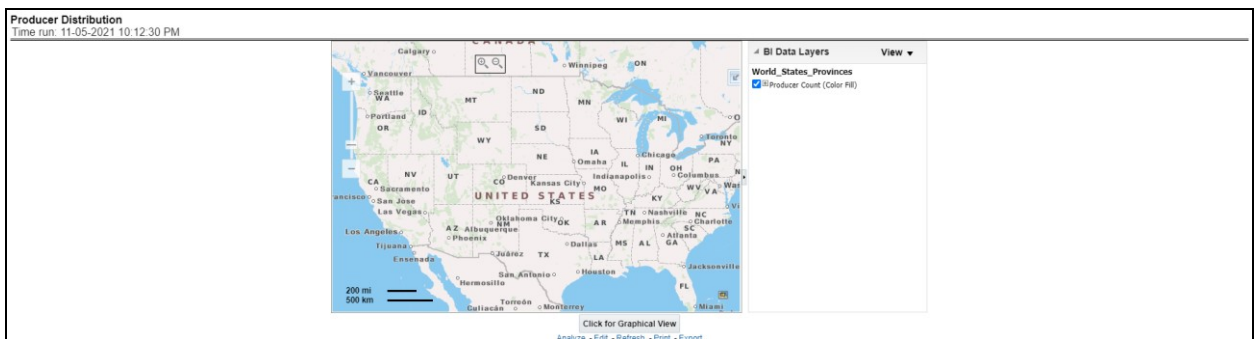 Producer Distribution
Time run: 11-05-2021 10:12:30 PM
CANADA
Calgary
Winnipeg
ON
Vancouver
Seattle
WA
MT
ND
MN
Portland
ID
OR
SD
WI
MI
Toronto
NY
WY
IA
Chicago
NE
Omaha
IL
IN
OH
PA
NV
UT
CO
Denver
Kansas City
Indianapolis
Columbus
CA
Sacramento
MO
WV
VA
UNITED STATES
KS
KY
San Jose
Las Vegas
Oklahoma City
OK
TN
Nashville
NC
NM
AR
Memphis
Charlotte
Los Angeles
AZ
Albuquerque
SC
Phoenix
Atlanta
Tijuana
Dallas
MS
AL
GA
Ensenada
Juárez
TX
LA
San Antonio
Houston
Jacksonville
Hermosillo
FL
200 mi
500 km
Torreón
Culiacán
Monterrey
Miami
BI Data Layers View
World_States_Provinces
Producer Count (Color Fill)
Click for Graphical View
Analyze - Edit - Refresh - Print - Export